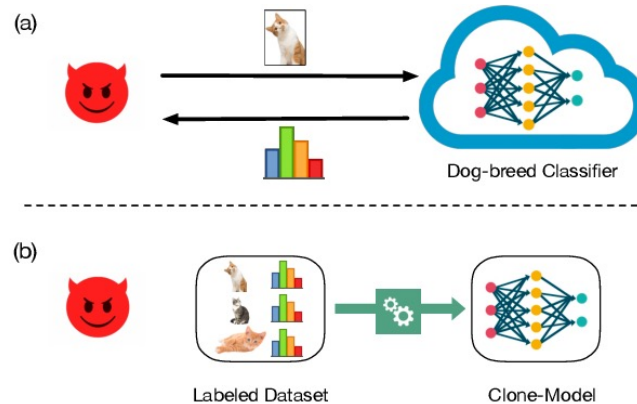 (a)
Dog-breed Classifier
(b)
Labeled Dataset
Clone-Model